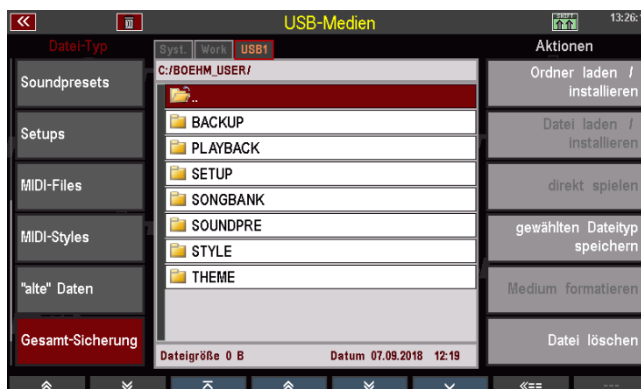 USB-Medien
13:26:
Datei-Typ
Syst. Work USB1
Aktionen
C:/BOEHM_USER/
..
BACKUP
PLAYBACK
SETUP
SONGBANK
SOUNDPRE
STYLE
THEME
Dateigröße 0 B Datum 07.09.2018 12:19
Soundpresets
Setups
MIDI-Files
MIDI-Styles
"alte" Daten
Gesamt-Sicherung
Ordner laden /
installieren
Datei laden /
installieren
direkt spielen
gewählten Dateityp
speichern
Medium formatieren
Datei löschen